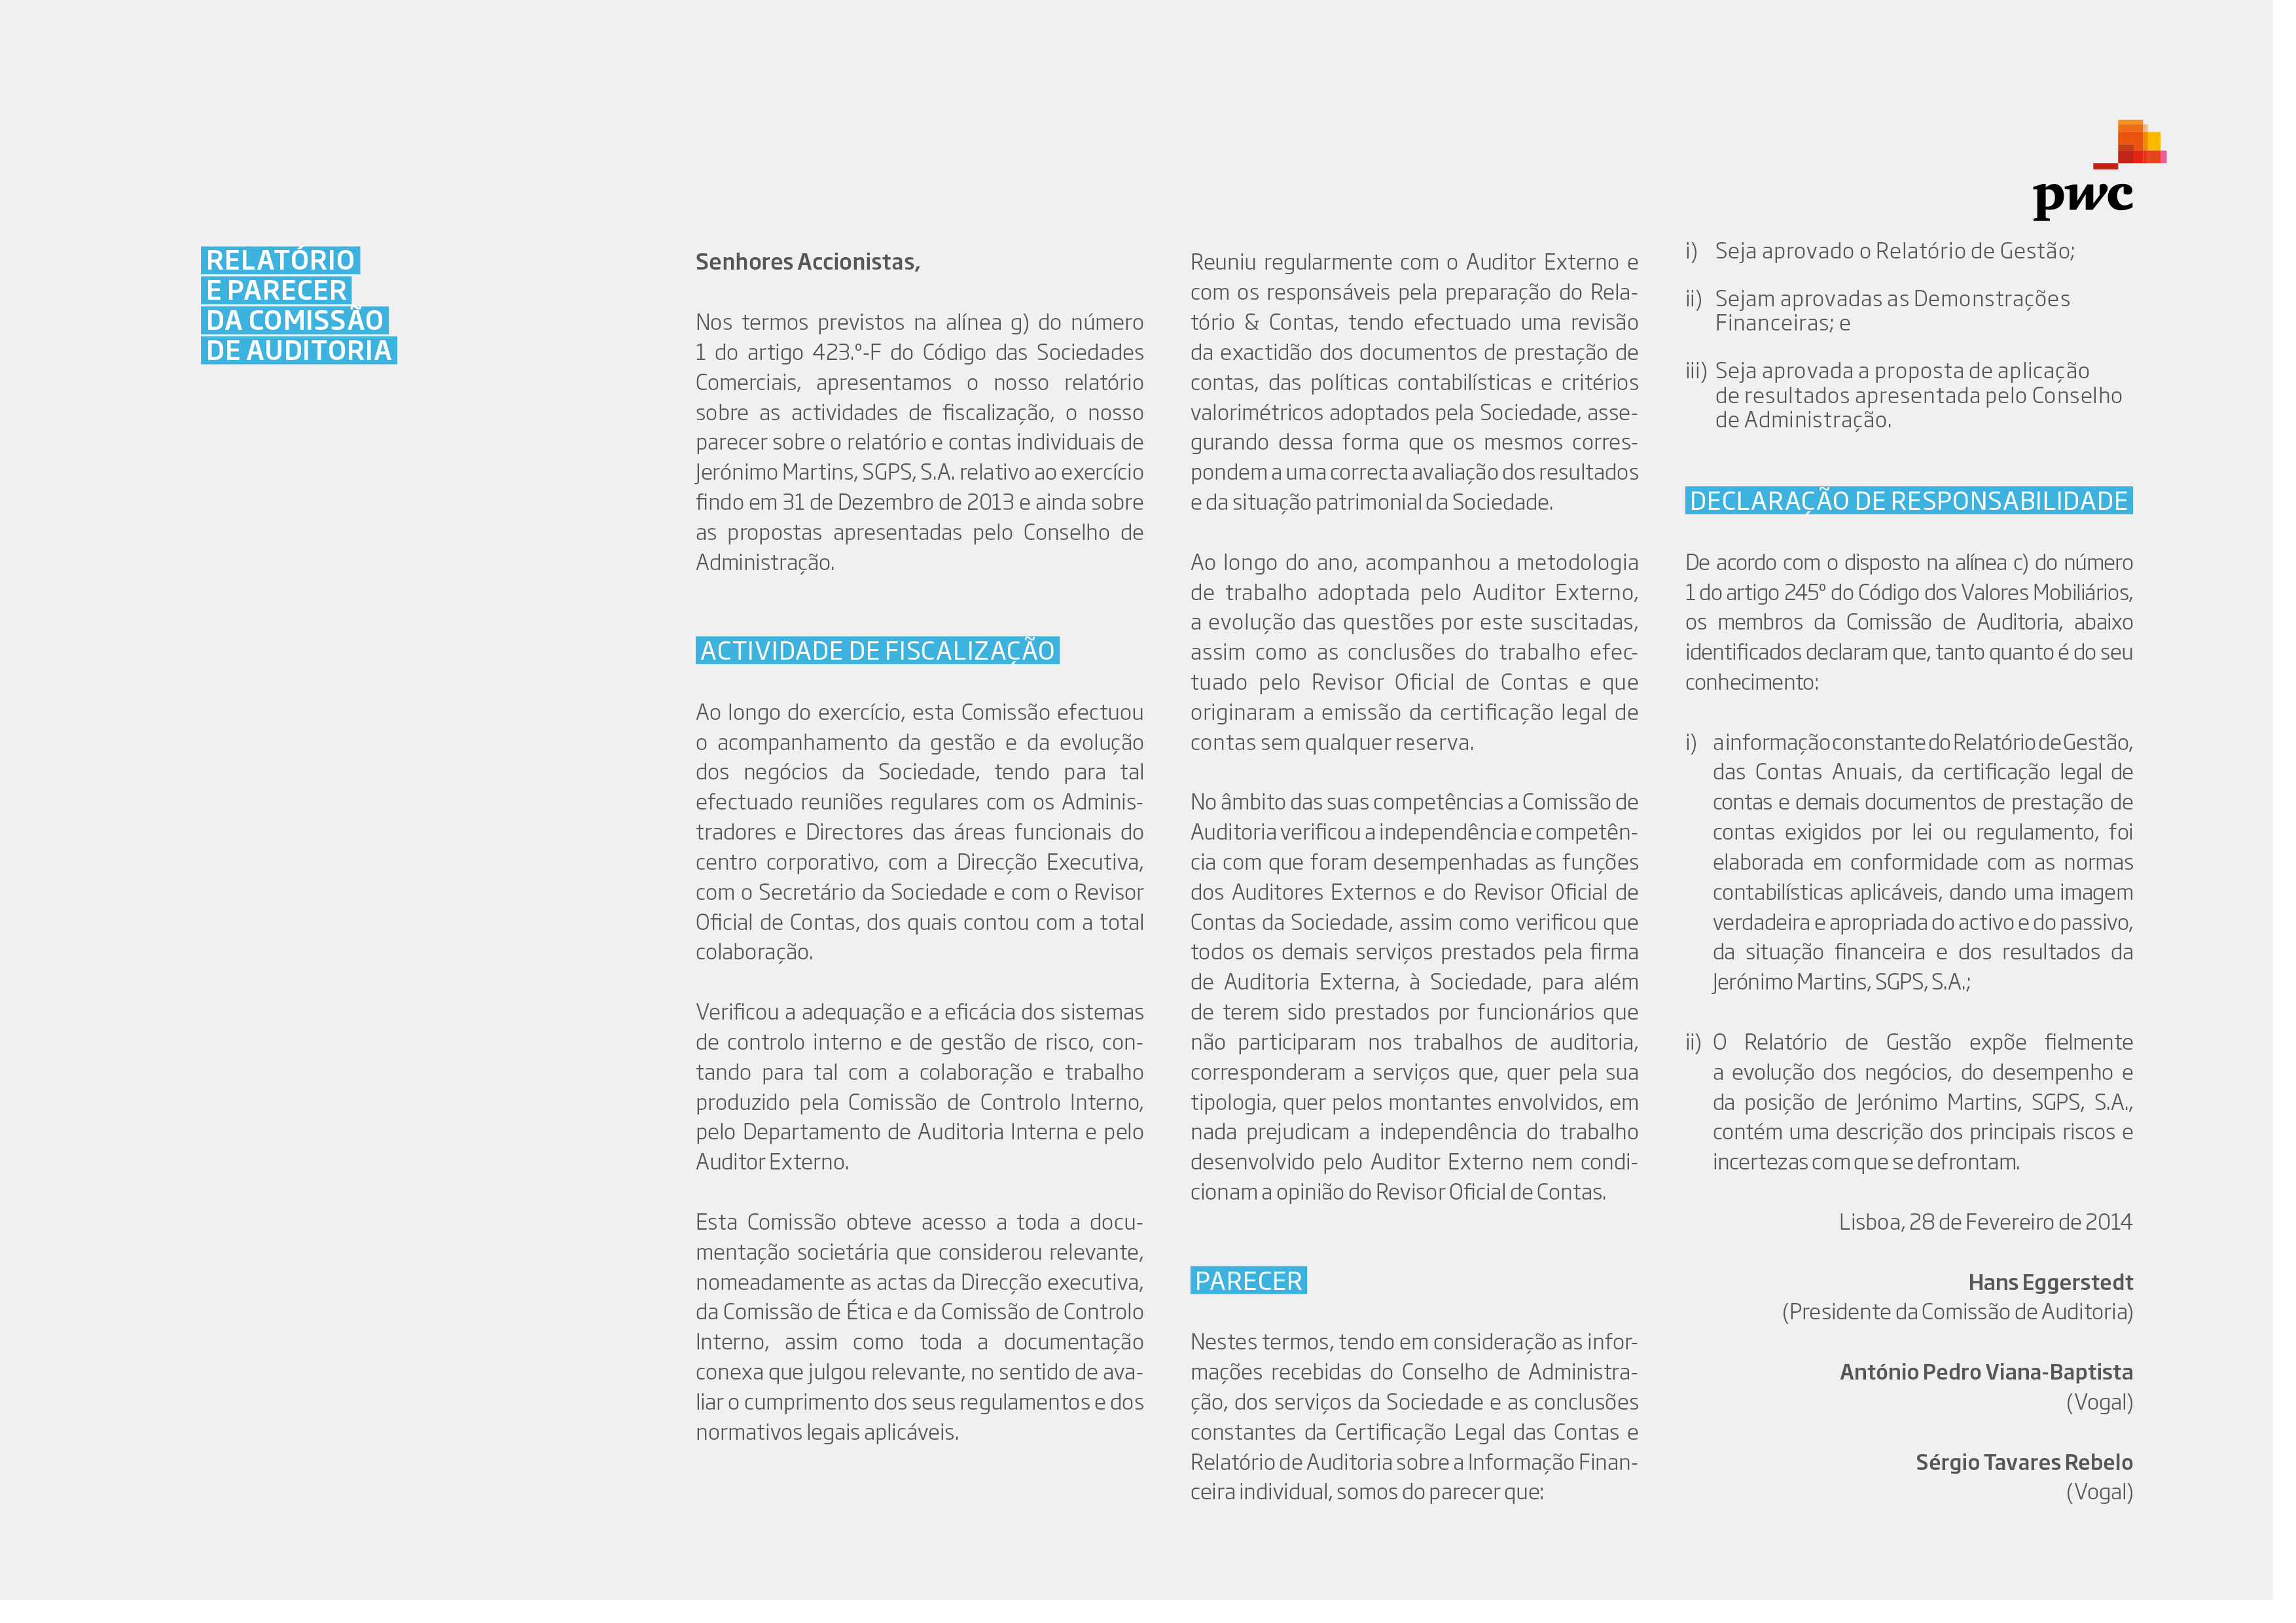 RELATÓRIO
E PARECER
DA COMISSÃO
DE AUDITORIA
Senhores Accionistas,
Nos termos previstos na alínea g) do número
1 do artigo 423.º-F do Código das Sociedades
Comerciais, apresentamos o nosso relatório
sobre as actividades de fiscalização, o nosso
parecer sobre o relatório e contas individuais de
Jerónimo Martins, SGPS, S.A. relativo ao exercício
findo em 31 de Dezembro de 2013 e ainda sobre
as propostas apresentadas pelo Conselho de
Administração.
ACTIVIDADE DE FISCALIZAÇÃO
Ao longo do exercício, esta Comissão efectuou
o acompanhamento da gestão e da evolução
dos negócios da Sociedade, tendo para tal
efectuado reuniões regulares com os Adminis-
tradores e Directores das áreas funcionais do
centro corporativo, com a Direcção Executiva,
com o Secretário da Sociedade e com o Revisor
Oficial de Contas, dos quais contou com a total
colaboração.
Verificou a adequação e a eficácia dos sistemas
de controlo interno e de gestão de risco, con-
tando para tal com a colaboração e trabalho
produzido pela Comissão de Controlo Interno,
pelo Departamento de Auditoria Interna e pelo
Auditor Externo.
Esta Comissão obteve acesso a toda a docu-
mentação societária que considerou relevante,
nomeadamente as actas da Direcção executiva,
da Comissão de Ética e da Comissão de Controlo
Interno, assim como toda a documentação
conexa que julgou relevante, no sentido de ava-
liar o cumprimento dos seus regulamentos e dos
normativos legais aplicáveis.
Reuniu regularmente com o Auditor Externo e
com os responsáveis pela preparação do Rela-
tório & Contas, tendo efectuado uma revisão
da exactidão dos documentos de prestação de
contas, das políticas contabilísticas e critérios
valorimétricos adoptados pela Sociedade, asse-
gurando dessa forma que os mesmos corres-
pondem a uma correcta avaliação dos resultados
e da situação patrimonial da Sociedade.
Ao longo do ano, acompanhou a metodologia
de trabalho adoptada pelo Auditor Externo,
a evolução das questões por este suscitadas,
assim como as conclusões do trabalho efec-
tuado pelo Revisor Oficial de Contas e que
originaram a emissão da certificação legal de
contas sem qualquer reserva.
No âmbito das suas competências a Comissão de
Auditoria verificou a independência e competên-
cia com que foram desempenhadas as funções
dos Auditores Externos e do Revisor Oficial de
Contas da Sociedade, assim como verificou que
todos os demais serviços prestados pela firma
de Auditoria Externa, à Sociedade, para além
de terem sido prestados por funcionários que
não participaram nos trabalhos de auditoria,
corresponderam a serviços que, quer pela sua
tipologia, quer pelos montantes envolvidos, em
nada prejudicam a independência do trabalho
desenvolvido pelo Auditor Externo nem condi-
cionam a opinião do Revisor Oficial de Contas.
PARECER
Nestes termos, tendo em consideração as infor-
mações recebidas do Conselho de Administra-
ção, dos serviços da Sociedade e as conclusões
constantes da Certificação Legal das Contas e
Relatório de Auditoria sobre a Informação Finan-
ceira individual, somos do parecer que:
pwc
i) Seja aprovado o Relatório de Gestão;
ii) Sejam aprovadas as Demonstrações
Financeiras; e
iii) Seja aprovada a proposta de aplicação
de resultados apresentada pelo Conselho
de Administração.
DECLARAÇÃO DE RESPONSABILIDADE
De acordo com o disposto na alínea c) do número
1 do artigo 245º do Código dos Valores Mobiliários,
os membros da Comissão de Auditoria, abaixo
identificados declaram que, tanto quanto é do seu
conhecimento:
i) a informação constante do Relatório de Gestão,
das Contas Anuais, da certificação legal de
contas e demais documentos de prestação de
contas exigidos por lei ou regulamento, foi
elaborada em conformidade com as normas
contabilísticas aplicáveis, dando uma imagem
verdadeira e apropriada do activo e do passivo,
da situação financeira e dos resultados da
Jerónimo Martins, SGPS, S.A.;
ii) O Relatório de Gestão expõe fielmente
a evolução dos negócios, do desempenho e
da posição de Jerónimo Martins, SGPS, S.A.,
contém uma descrição dos principais riscos e
incertezas com que se defrontam.
Lisboa, 28 de Fevereiro de 2014
Hans Eggerstedt
(Presidente da Comissão de Auditoria)
António Pedro Viana-Baptista
(Vogal)
Sérgio Tavares Rebelo
(Vogal)